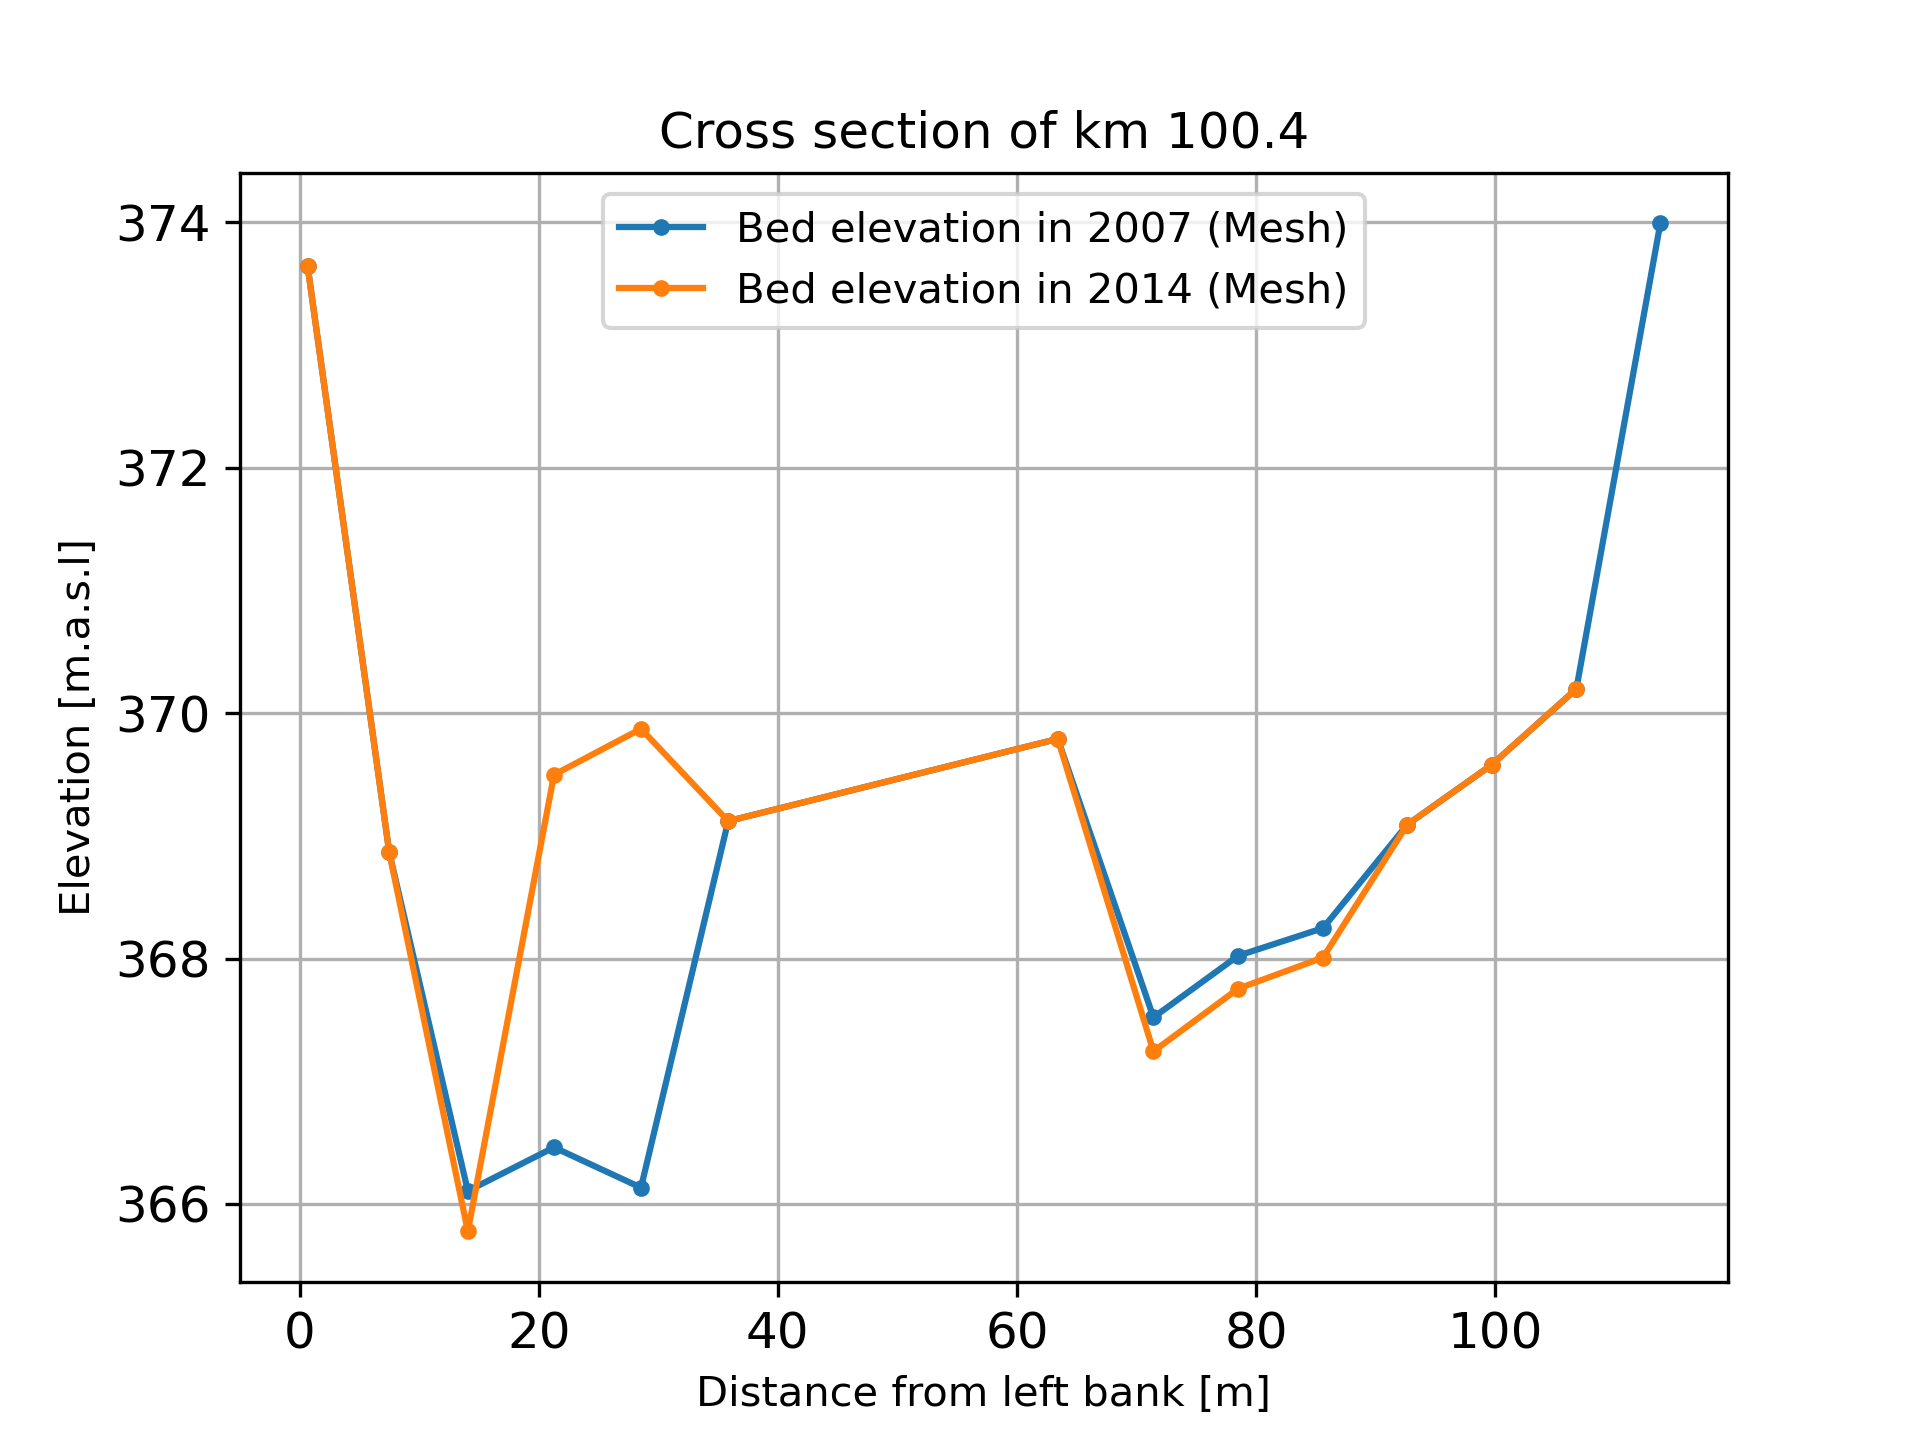 Cross section of km 100.4
Bed elevation in 2007 (Mesh)
Bed elevation in 2014 (Mesh)
374
372
370
368
366
Elevation [m.a.s.l]
0 20 40 60 80 100
Distance from left bank [m]